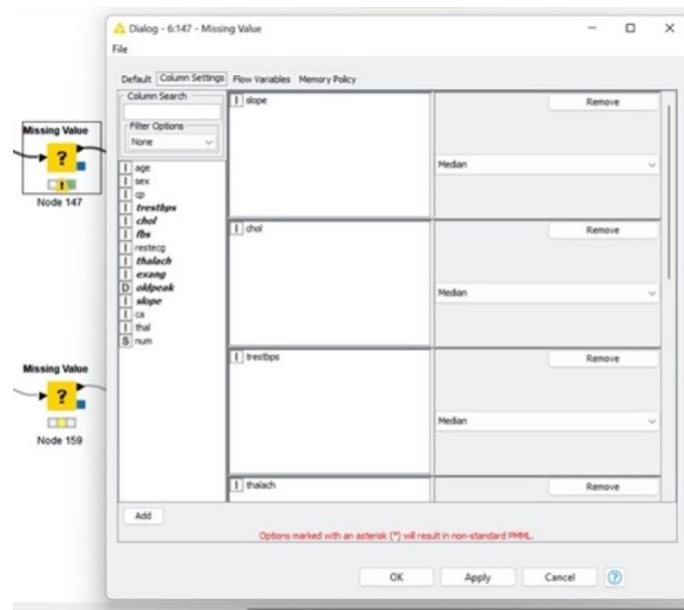 Dialog - 6:147 - Missing Value
File
Default Column Settings Flow Variables Memory Policy
Column Search
Filter Options
None
I age
I sex
I cp
I trestbps
I chol
I fbs
I restecg
I thalach
I exang
D oldpeak
I slope
I ca
I thal
S num
Add
I slope
Remove
Median
I chol
Remove
Median
I trestbps
Remove
Median
I thalach
Remove
Options marked with an asterisk (*) will result in non-standard PMML.
OK Apply Cancel ?
Missing Value
?
Node 147
Missing Value
?
Node 159